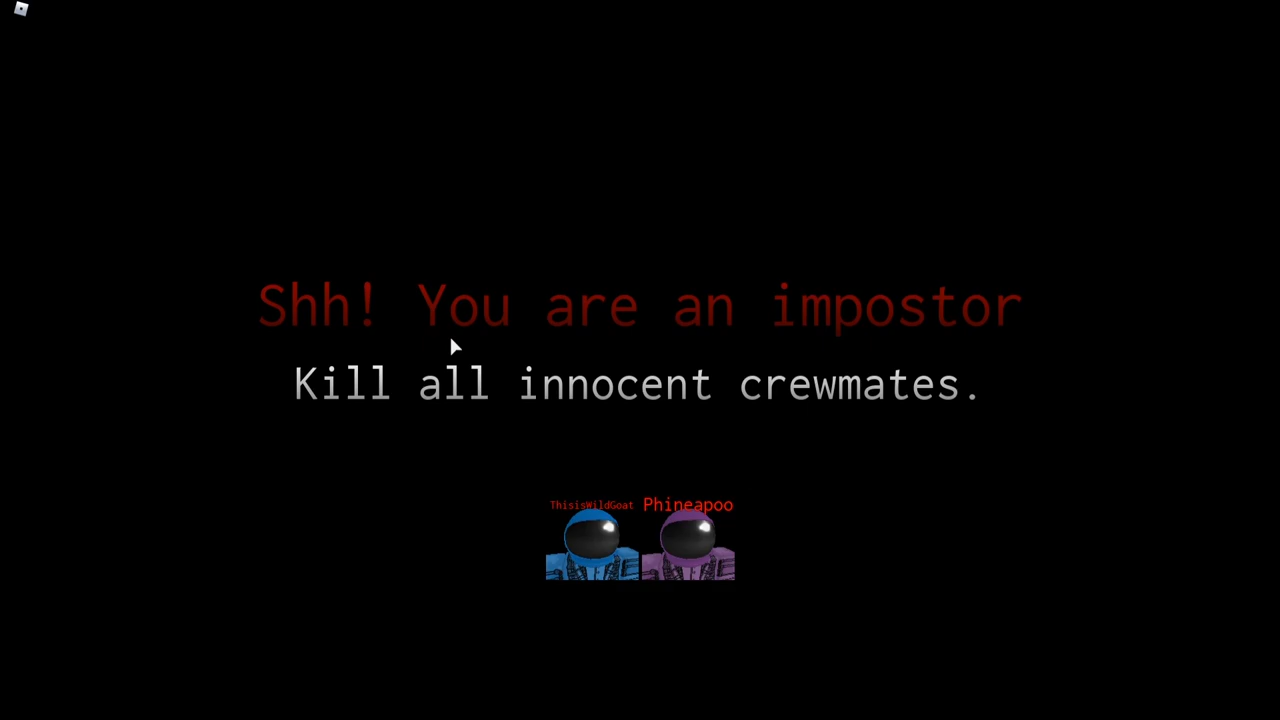 Shh! You are an impostor
Kill all innocent crewmates.
ThisisWildGoat Phineapoo